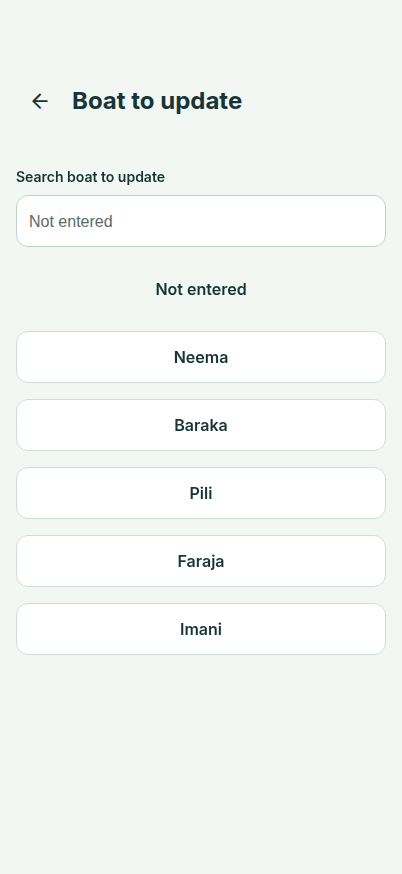 Boat to update
Search boat to update
Not entered
Not entered
Neema
Baraka
Pili
Faraja
Imani